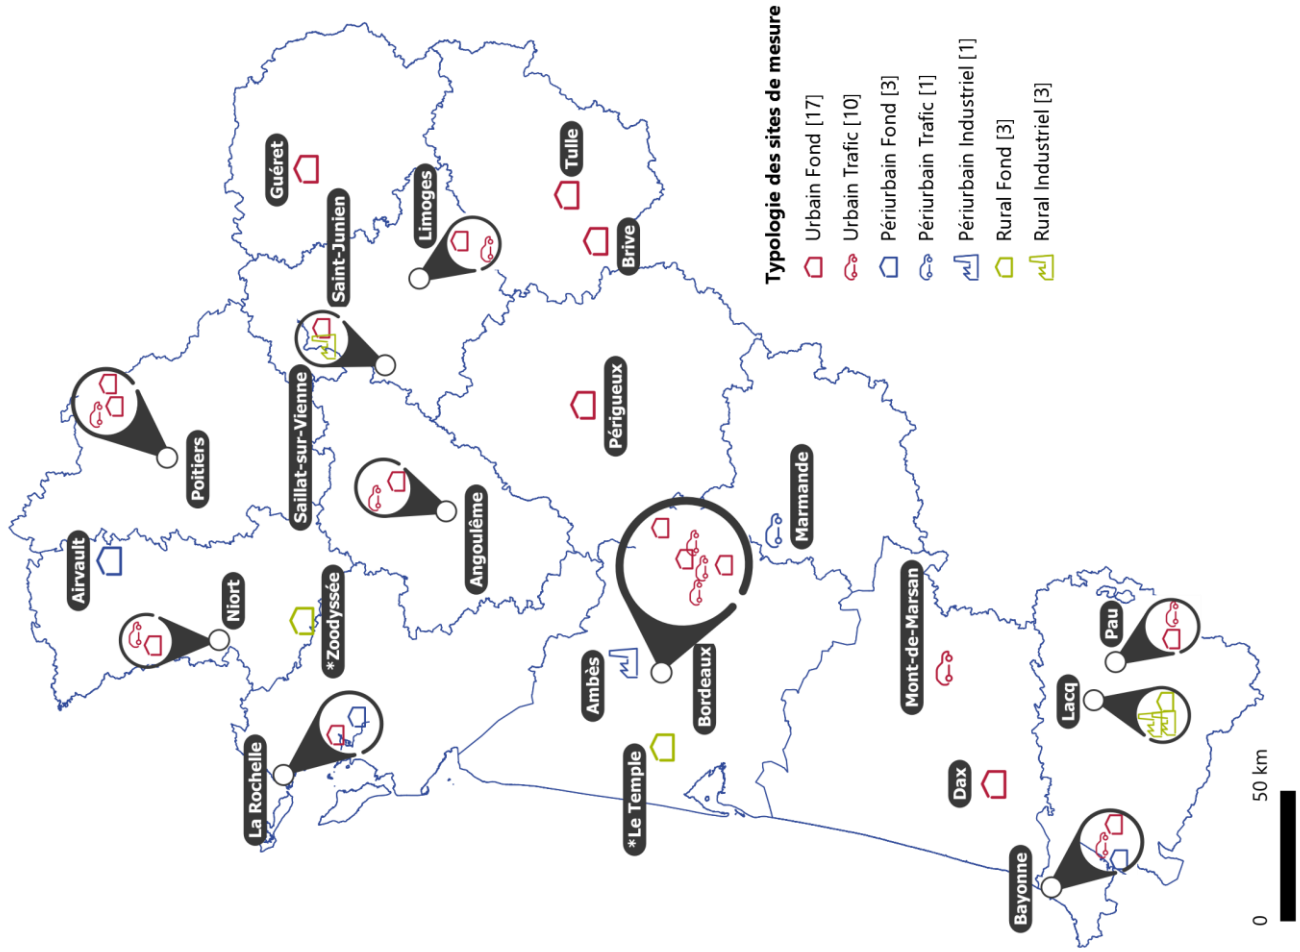 Airvault
Niort
Poitiers
*Zoodyssée
La Rochelle
Saillat-sur-Vienne
Saint-Junien
Guéret
Limoges
Angoulême
Tulle
Brive
Périgueux
Ambès
*Le Temple
Bordeaux
Marmande
Mont-de-Marsan
Dax
Bayonne
Lacq
Pau
Typologie des sites de mesure
Urbain Fond [17]
Urbain Trafic [10]
Périurbain Fond [3]
Périurbain Trafic [1]
Périurbain Industriel [1]
Rural Fond [3]
Rural Industriel [3]
0 50 km